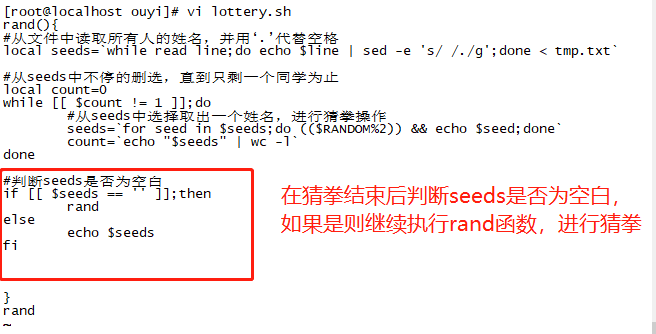 [root@localhost ouyi]# vi lottery.sh
rand(){
#从文件中读取所有人的姓名，并用‘.’代替空格
local seeds=`while read line;do echo $line | sed -e 's/ /./g';done < tmp.txt`
#从seeds中不停的删选，直到只剩一个同学为止
local count=0
while [[ $count != 1 ]];do
#从seeds中选择取出一个姓名，进行猜拳操作
seeds=`for seed in $seeds;do (($RANDOM%2)) && echo $seed;done`
count=`echo "$seeds" | wc -l`
done
#判断seeds是否为空白
if [[ $seeds == '' ]];then
rand
else
echo $seeds
fi
在猜拳结束后判断seeds是否为空白，
如果是则继续执行rand函数，进行猜拳
}
rand
~